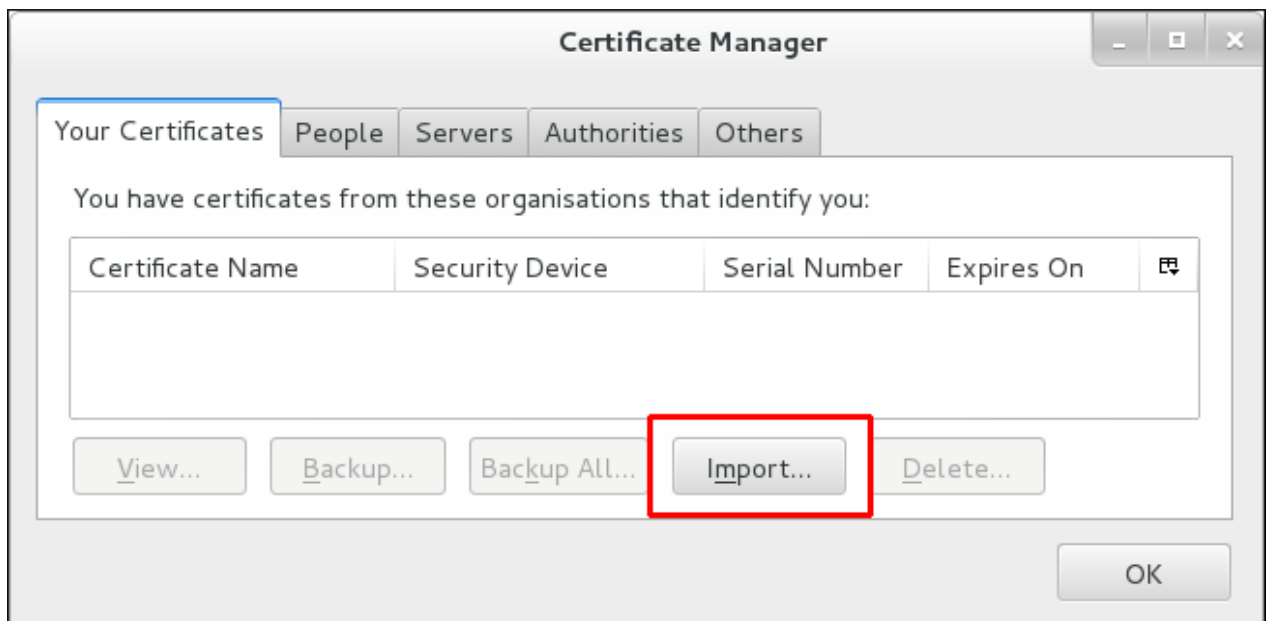 Certificate Manager
Your Certificates People Servers Authorities Others
You have certificates from these organisations that identify you:
Certificate Name Security Device Serial Number Expires On
View... Backup... Backup All... Import... Delete...
OK